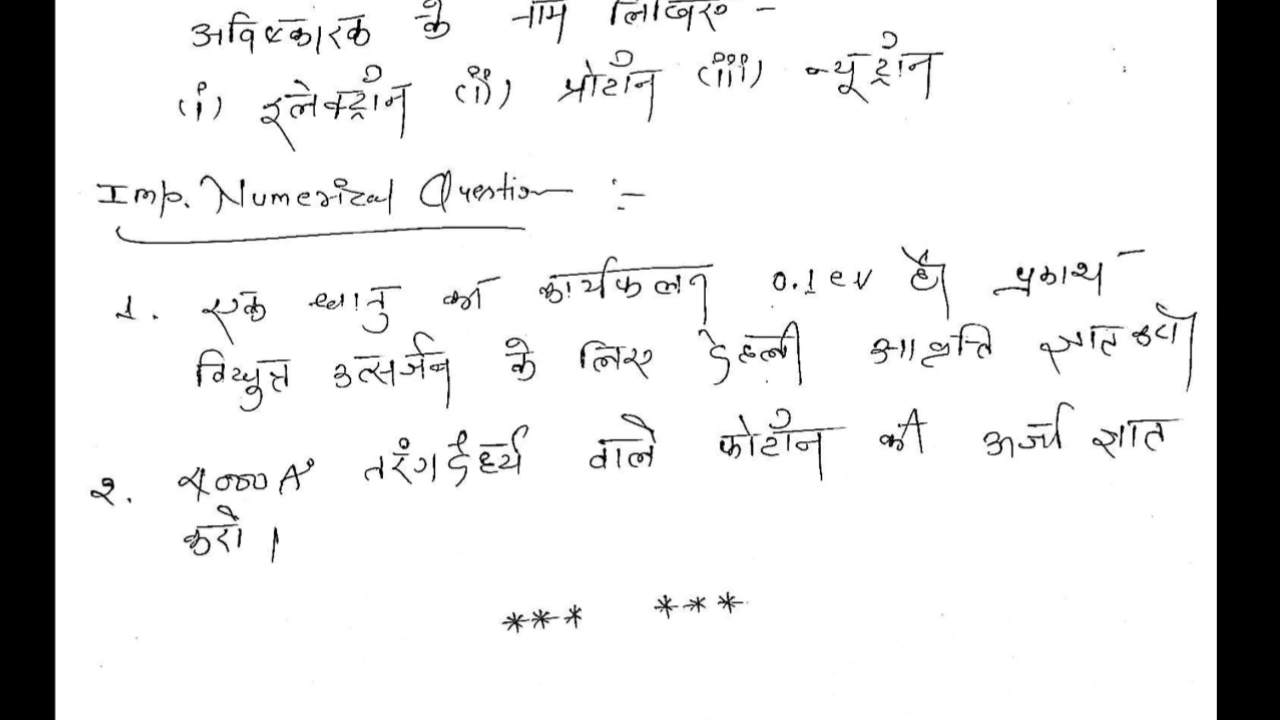 अविष्कारक के नाम लिखिए -
(i) इलेक्ट्रॉन (ii) प्रोटॉन (iii) न्यूट्रॉन
Imp. Numerical Question :-
1. एक धातु का कार्यफलन 0.1 eV है। प्रकाश
विद्युत उत्सर्जन के लिए देहली आवृत्ति ज्ञात करो
2. 4000 A° तरंगदैर्ध्य वाले फोटॉन की ऊर्जा ज्ञात
करो ।
*** ***